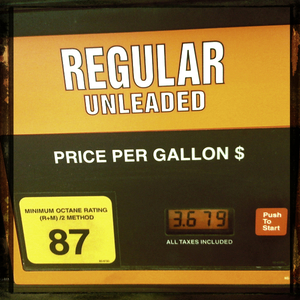 REGULAR
UNLEADED
PRICE PER GALLON $
MINIMUM OCTANE RATING
(R+M) /2 METHOD
87
3.679
ALL TAXES INCLUDED
Push
To
Start